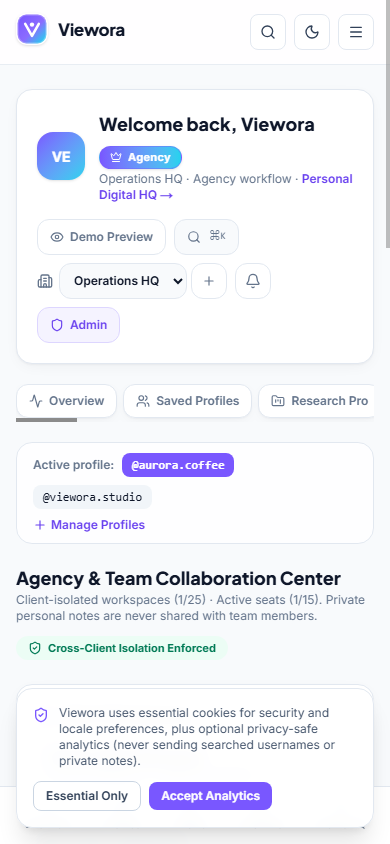 Viewora
Welcome back, Viewora
VE
Agency
Operations HQ · Agency workflow · Personal
Digital HQ →
Demo Preview
⌘K
Operations HQ
Admin
Overview
Saved Profiles
Research Pro
Active profile:
@aurora.coffee
@viewora.studio
+ Manage Profiles
Agency & Team Collaboration Center
Client-isolated workspaces (1/25) · Active seats (1/15). Private
personal notes are never shared with team members.
Cross-Client Isolation Enforced
Viewora uses essential cookies for security and
locale preferences, plus optional privacy-safe
analytics (never sending searched usernames or
private notes).
Essential Only
Accept Analytics